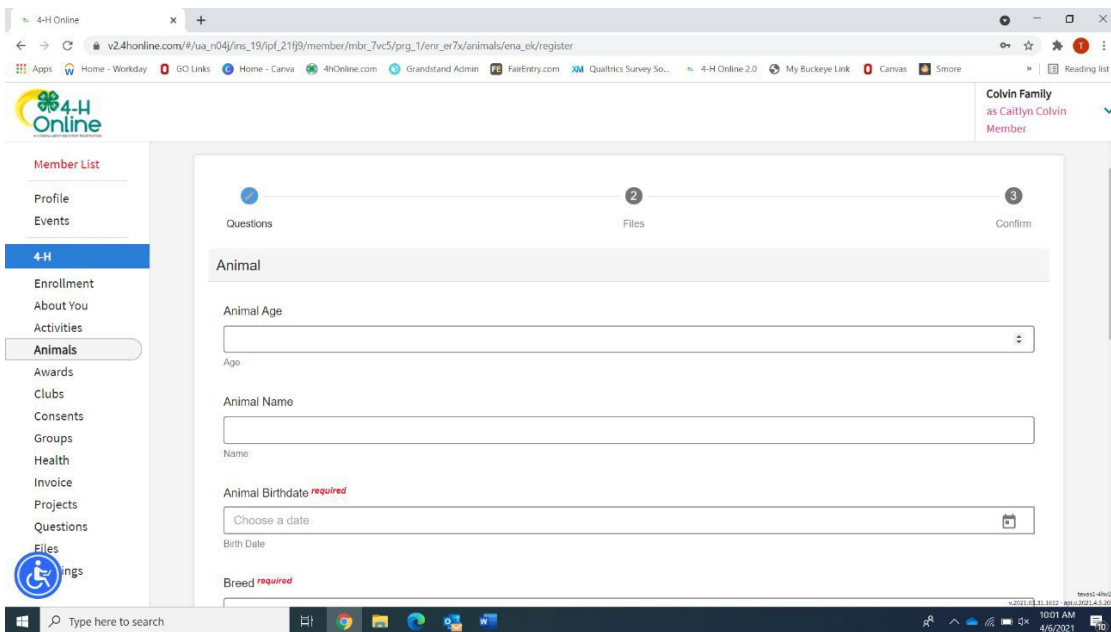 4-H Online
v2.4honline.com/#/ua_n04j/ins_19/ipf_21fj9/member/mbr_7vc5/prg_1/enr_er7x/animals/ena_ek/register
Apps Home - Workday GO Links Home - Canva 4hOnline.com Grandstand Admin FairEntry.com Qualtrics Survey So... 4-H Online 2.0 My Buckeye Link Canvas Smore » Reading list
4-H
Online
Colvin Family
as Caitlyn Colvin
Member
Member List
Profile
Events
4-H
Enrollment
About You
Activities
Animals
Awards
Clubs
Consents
Groups
Health
Invoice
Projects
Questions
Files
ings
2
3
Questions
Files
Confirm
Animal
Animal Age
Age
Animal Name
Name
Animal Birthdate required
Choose a date
Birth Date
Breed required
Type here to search
10:01 AM
4/6/2021